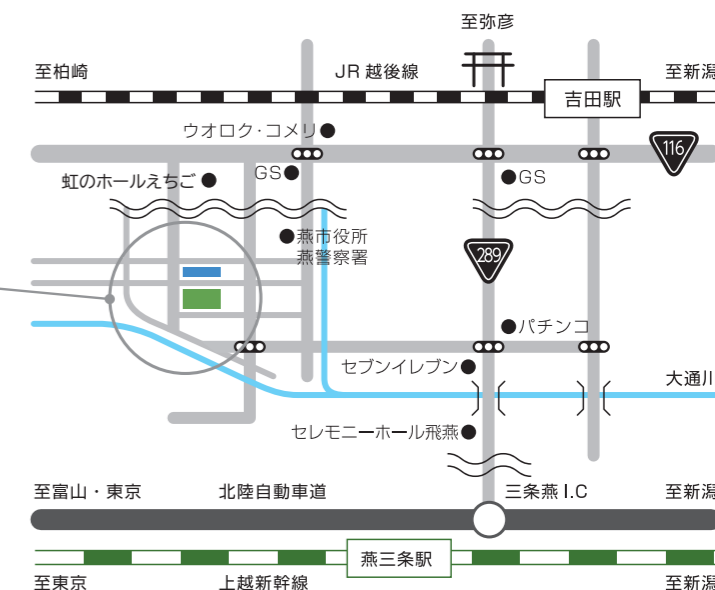 至弥彦
至柏崎
JR 越後線
至新潟
吉田駅
ウオロク・コメリ
116
虹のホールえちご
GS
GS
燕市役所
燕警察署
289
パチンコ
セブンイレブン
大通川
セレモニーホール飛燕
至富山・東京
北陸自動車道
三条燕 I.C
至新潟
燕三条駅
至東京
上越新幹線
至新潟